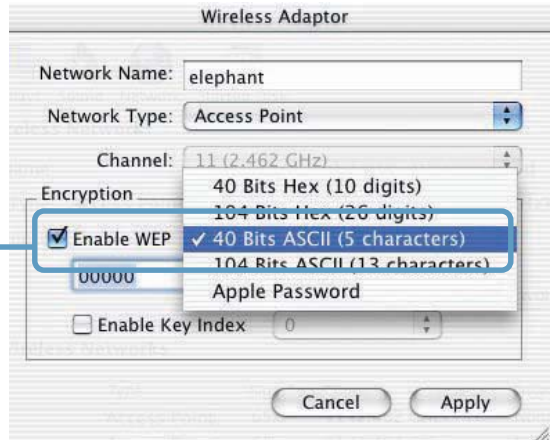 Wireless Adaptor
Network Name: elephant
Network Type: Access Point
Channel: 11 (2.462 GHz)
Encryption
40 Bits Hex (10 digits)
104 Bits Hex (26 digits)
Enable WEP ✓ 40 Bits ASCII (5 characters)
104 Bits ASCII (13 characters)
00000
Apple Password
Enable Key Index 0
Cancel Apply